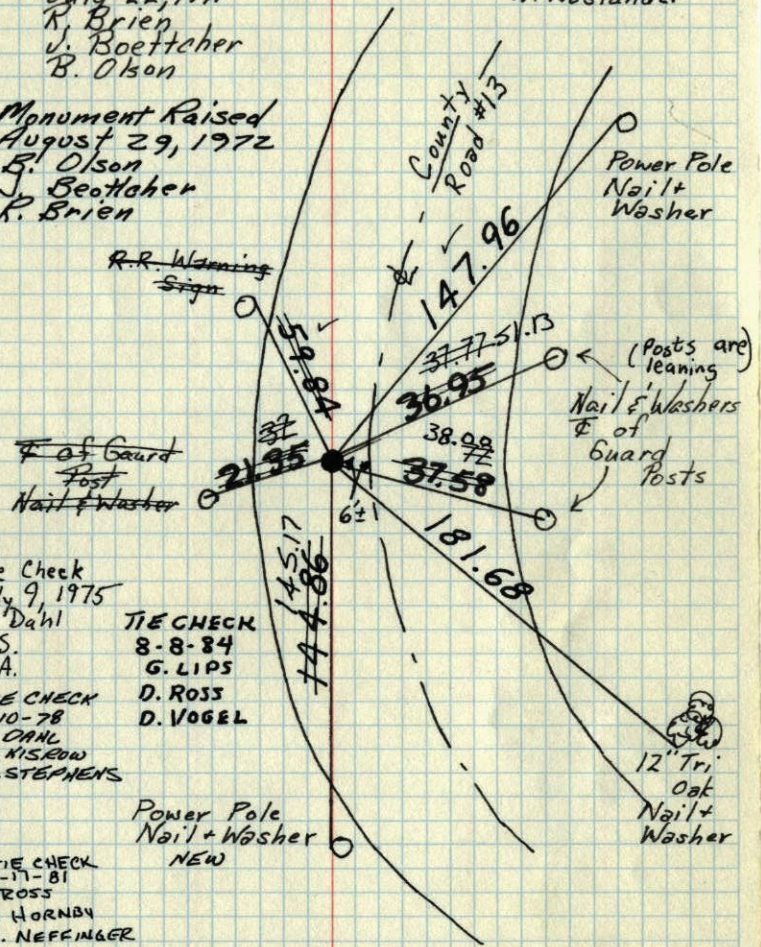 R. Brien
J. Boettcher
B. Olson
Monument Raised
August 29, 1972
B. Olson
J. Beottcher
R. Brien
County
Road #13
Power Pole
Nail +
Washer
R.R. Warning
Sign
147.96
59.84
37.77 51.13
36.95
(Posts are
leaning)
Nail & Washers
℄ of
Guard
Posts
℄ of Gaurd
Post
Nail & Washer
32
21.95
38.00
72
37.58
6'±
181.68
145.17
144.86
Check
9, 1975
Dahl
S.
A.
TIE CHECK
8-8-84
G. LIPS
D. ROSS
D. VOGEL
CHECK
10-78
DAHL
KISROW
STEPHENS
12" Tri,
Oak
Nail +
Washer
Power Pole
Nail + Washer
NEW
TIE CHECK
-17-81
ROSS
HORNBY
NEFFINGER